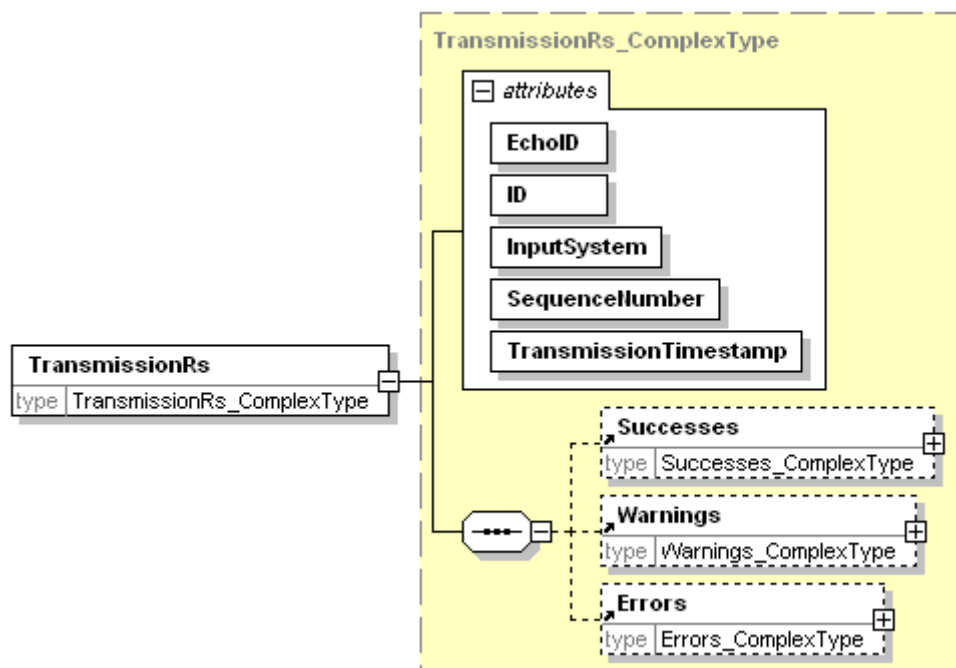 TransmissionRs_ComplexType
attributes
EchoID
ID
InputSystem
SequenceNumber
TransmissionTimestamp
TransmissionRs
type TransmissionRs_ComplexType
Successes
type Successes_ComplexType
Warnings
type Warnings_ComplexType
Errors
type Errors_ComplexType